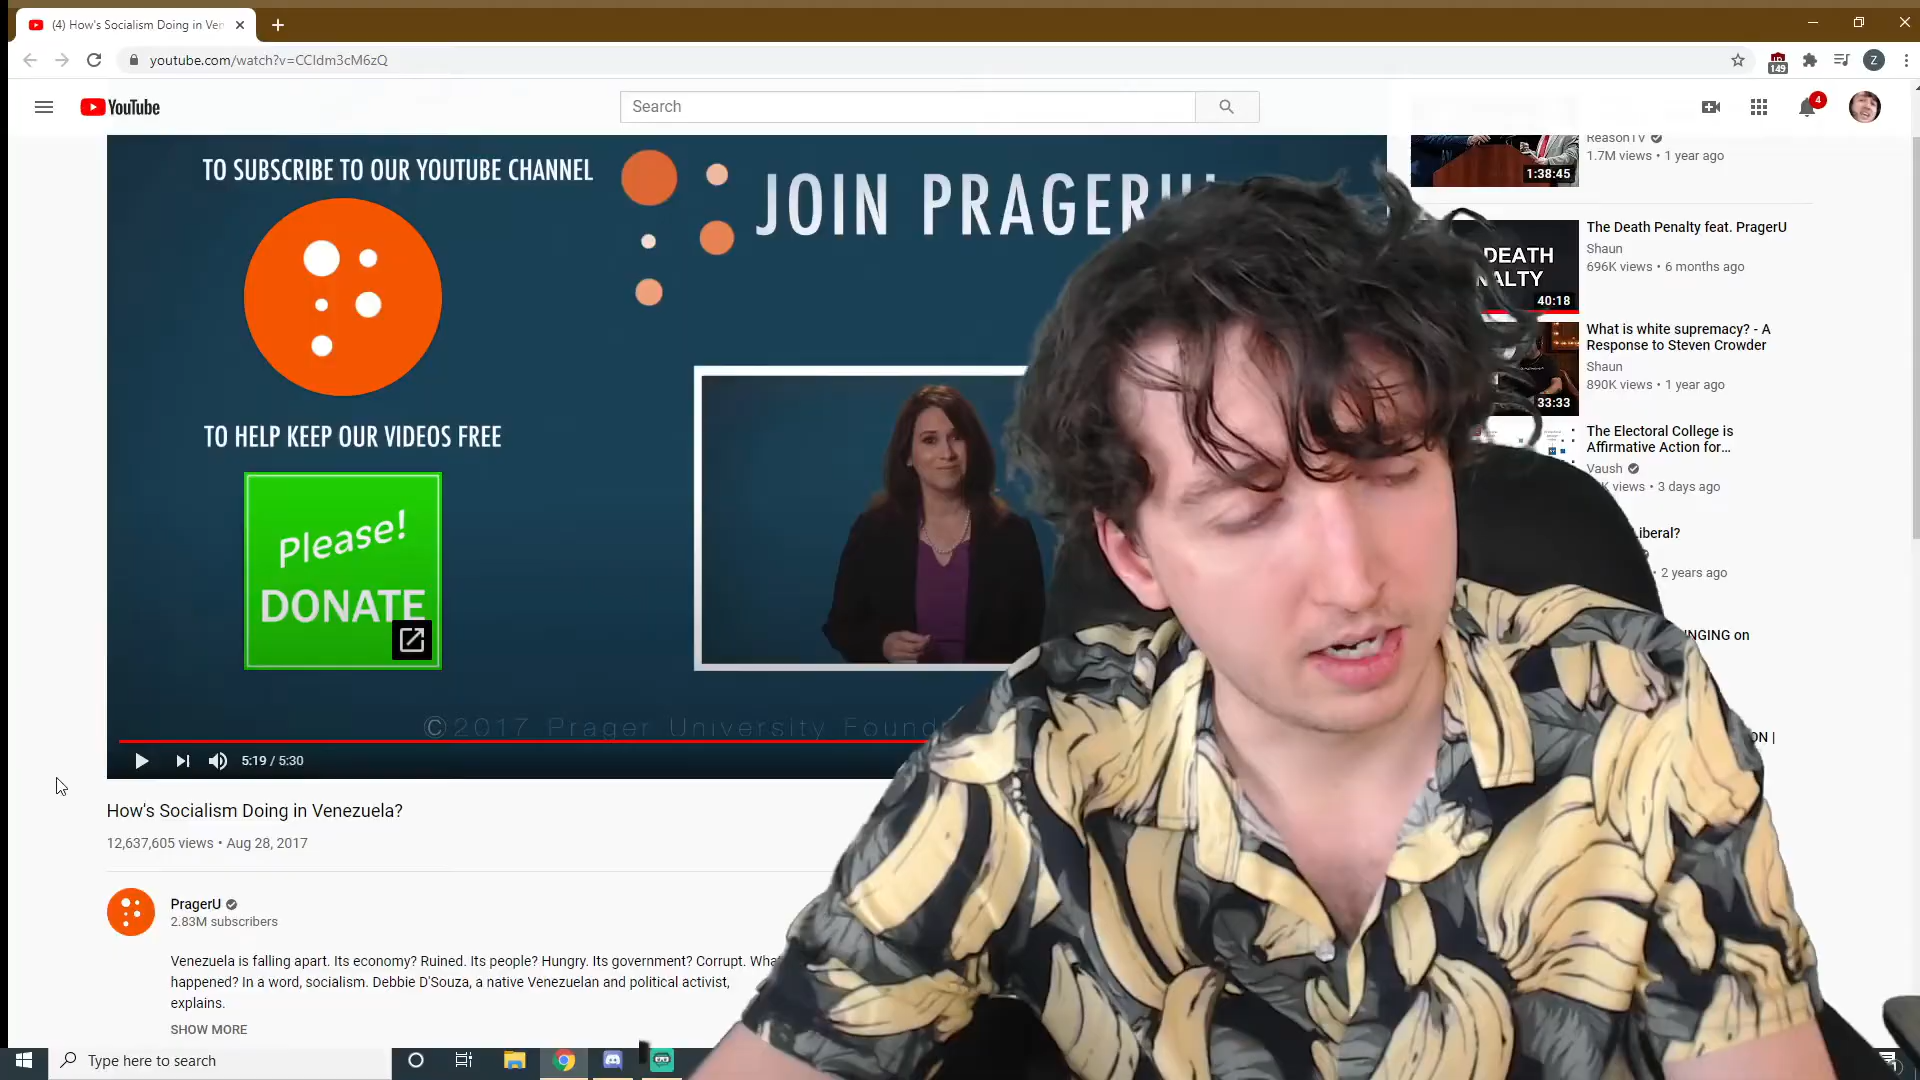 (4) How's Socialism Doing in Ven
youtube.com/watch?v=CCIdm3cM6zQ
149
Z
YouTube
Search
4
TO SUBSCRIBE TO OUR YOUTUBE CHANNEL
JOIN PRAGERU!
TO HELP KEEP OUR VIDEOS FREE
Please!
DONATE
©2017 Prager University Found
5:19 / 5:30
How's Socialism Doing in Venezuela?
12,637,605 views • Aug 28, 2017
PragerU
2.83M subscribers
Venezuela is falling apart. Its economy? Ruined. Its people? Hungry. Its government? Corrupt. What
happened? In a word, socialism. Debbie D'Souza, a native Venezuelan and political activist,
explains.
SHOW MORE
ReasonTV
1.7M views • 1 year ago
1:38:45
The Death Penalty feat. PragerU
Shaun
696K views • 6 months ago
DEATH
NALTY
40:18
What is white supremacy? - A
Response to Steven Crowder
Shaun
890K views • 1 year ago
33:33
The Electoral College is
Affirmative Action for...
Vaush
K views • 3 days ago
iberal?
2 years ago
NGING on
ON |
Type here to search